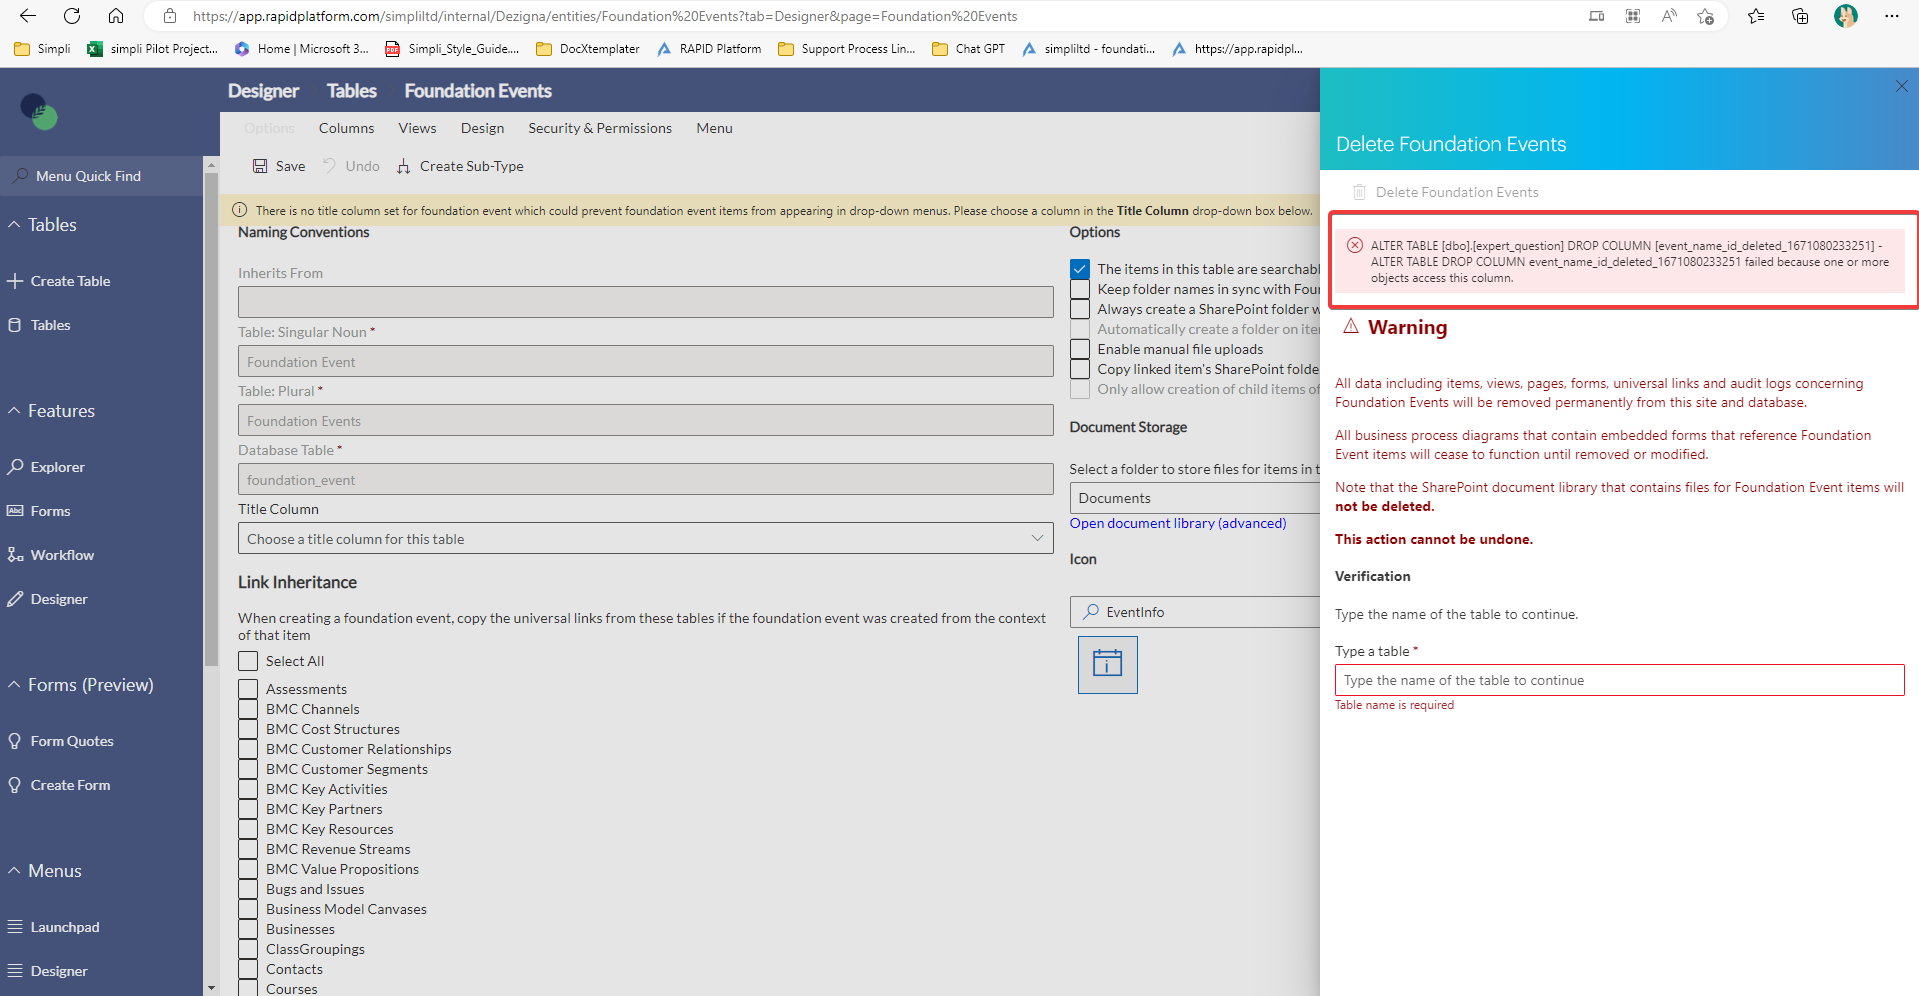 https://app.rapidplatform.com/simpliltd/internal/Dezigna/entities/Foundation%20Events?tab=Designer&page=Foundation%20Events
Simpli
simpli Pilot Project...
Home | Microsoft 3...
Simpli_Style_Guide....
DocXtemplater
RAPID Platform
Support Process Lin...
Chat GPT
simpliltd - foundati...
https://app.rapidpl...
Menu Quick Find
Tables
Create Table
Tables
Features
Explorer
Forms
Workflow
Designer
Forms (Preview)
Form Quotes
Create Form
Menus
Launchpad
Designer
Designer Tables Foundation Events
Options Columns Views Design Security & Permissions Menu
Save Undo Create Sub-Type
There is no title column set for foundation event which could prevent foundation event items from appearing in drop-down menus. Please choose a column in the Title Column drop-down box below.
Naming Conventions
Inherits From
Table: Singular Noun *
Foundation Event
Table: Plural *
Foundation Events
Database Table *
foundation_event
Title Column
Choose a title column for this table
Link Inheritance
When creating a foundation event, copy the universal links from these tables if the foundation event was created from the context
of that item
Select All
Assessments
BMC Channels
BMC Cost Structures
BMC Customer Relationships
BMC Customer Segments
BMC Key Activities
BMC Key Partners
BMC Key Resources
BMC Revenue Streams
BMC Value Propositions
Bugs and Issues
Business Model Canvases
Businesses
ClassGroupings
Contacts
Courses
Options
The items in this table are searchabl
Keep folder names in sync with Four
Always create a SharePoint folder w
Automatically create a folder on iter
Enable manual file uploads
Copy linked item's SharePoint folde
Only allow creation of child items of
Document Storage
Select a folder to store files for items in t
Documents
Open document library (advanced)
Icon
EventInfo
Delete Foundation Events
Delete Foundation Events
ALTER TABLE [dbo].[expert_question] DROP COLUMN [event_name_id_deleted_1671080233251] -
ALTER TABLE DROP COLUMN event_name_id_deleted_1671080233251 failed because one or more
objects access this column.
Warning
All data including items, views, pages, forms, universal links and audit logs concerning
Foundation Events will be removed permanently from this site and database.
All business process diagrams that contain embedded forms that reference Foundation
Event items will cease to function until removed or modified.
Note that the SharePoint document library that contains files for Foundation Event items will
not be deleted.
This action cannot be undone.
Verification
Type the name of the table to continue.
Type a table *
Type the name of the table to continue
Table name is required